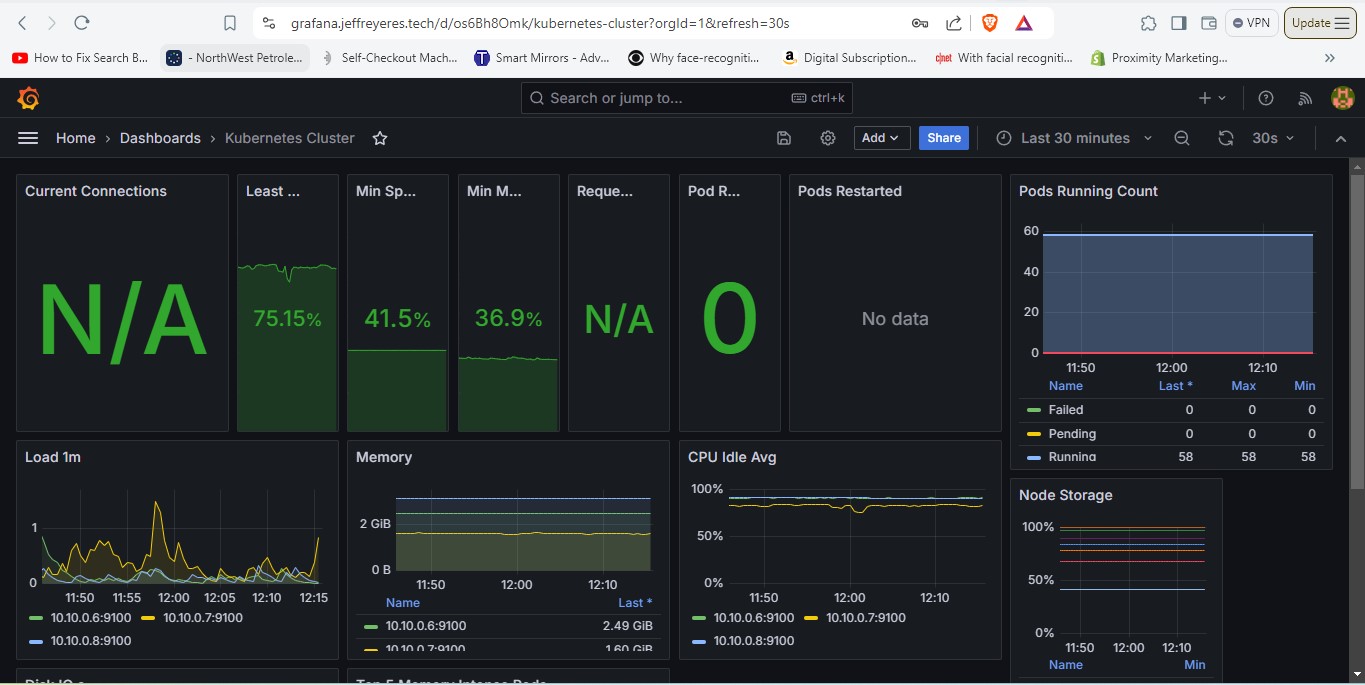 grafana.jeffreyeres.tech/d/os6Bh8Omk/kubernetes-cluster?orgId=1&refresh=30s
VPN
Update
How to Fix Search B...
- NorthWest Petrole...
Self-Checkout Mach...
Smart Mirrors - Adv...
Why face-recogniti...
Digital Subscription...
c|net With facial recogniti...
Proximity Marketing...
Search or jump to...
ctrl+k
Home › Dashboards › Kubernetes Cluster
Add
Share
Last 30 minutes
30s
Current Connections
N/A
Least ...
75.15%
Min Sp...
41.5%
Min M...
36.9%
Reque...
N/A
Pod R...
0
Pods Restarted
No data
Pods Running Count
60
40
20
0
11:50 12:00 12:10
Name Last * Max Min
Failed 0 0 0
Pending 0 0 0
Running 58 58 58
Load 1m
1
0
11:50 11:55 12:00 12:05 12:10 12:15
10.10.0.6:9100 10.10.0.7:9100
10.10.0.8:9100
Memory
2 GiB
0 B
11:50 12:00 12:10
Name Last *
10.10.0.6:9100 2.49 GiB
10.10.0.7:9100 1.60 GiB
CPU Idle Avg
100%
50%
0%
11:50 12:00 12:10
10.10.0.6:9100 10.10.0.7:9100
10.10.0.8:9100
Node Storage
100%
50%
0%
11:50 12:00 12:10
Name Min
Top 5 Memory Intense Pods